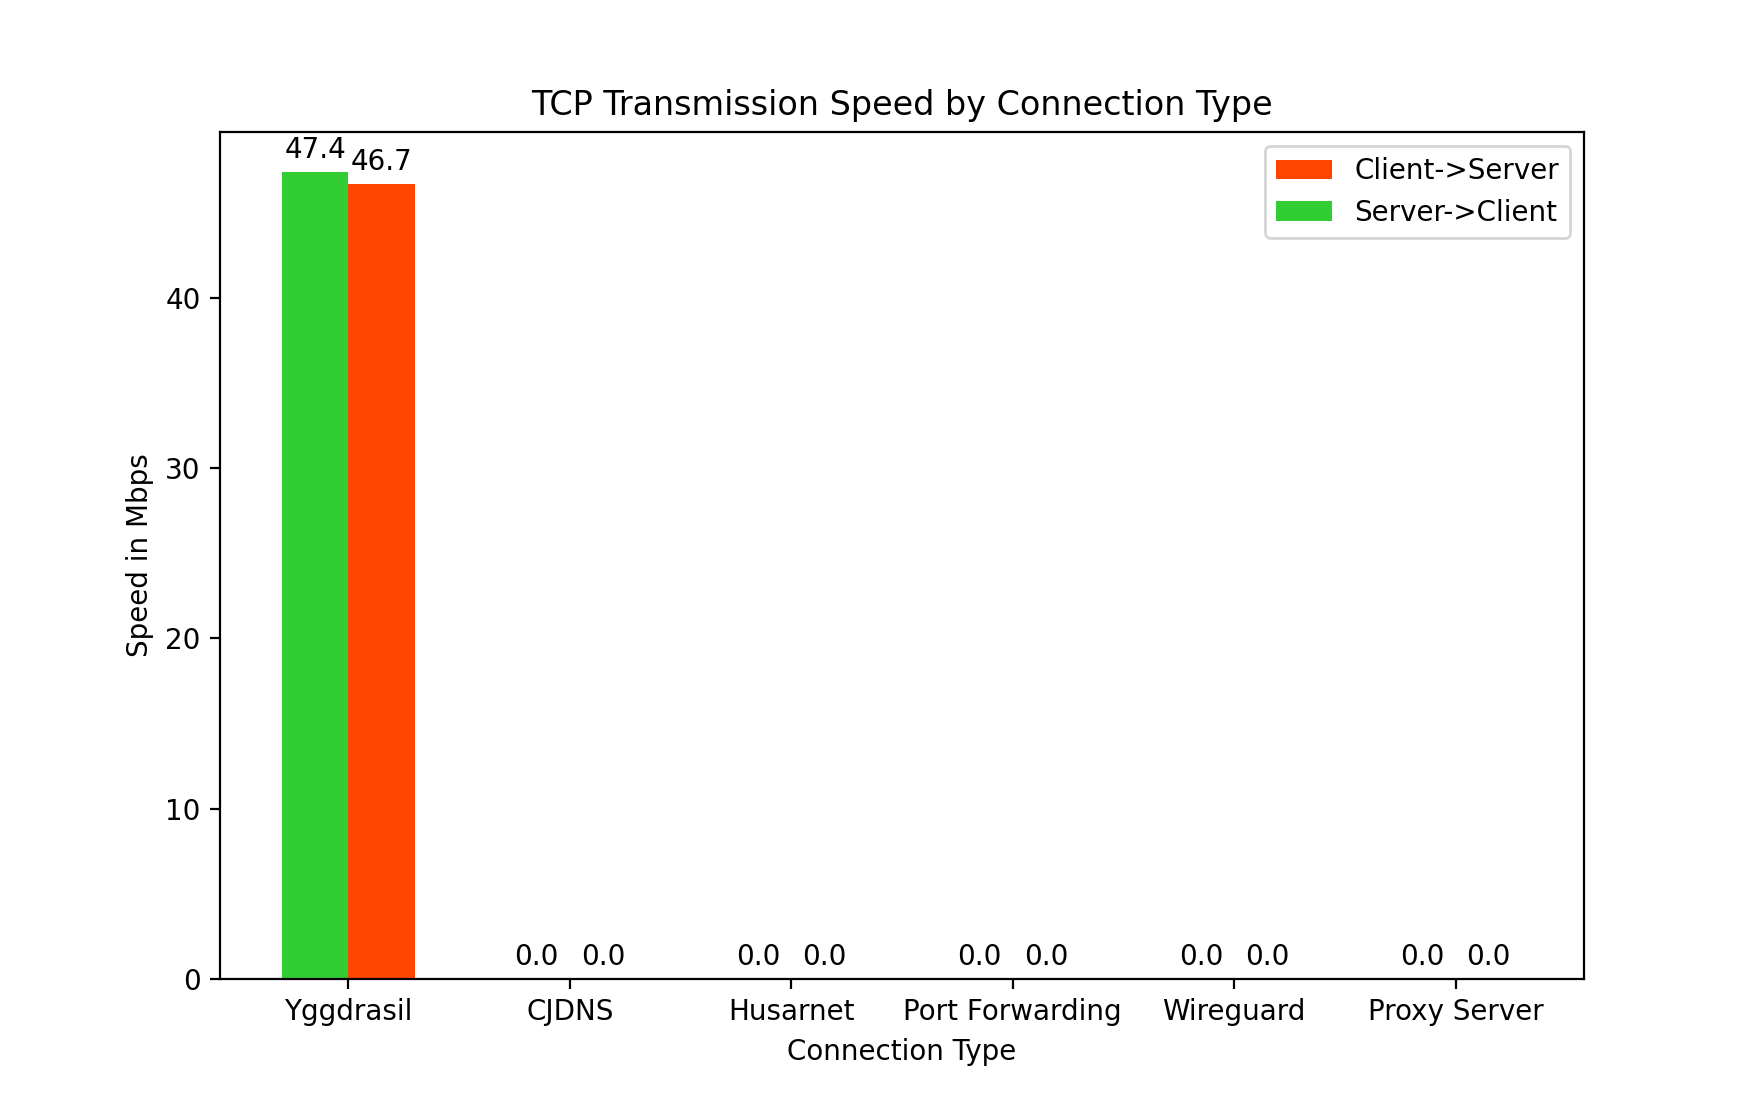 TCP Transmission Speed by Connection Type
47.4
46.7
Client->Server
Server->Client
40
30
20
10
0
Speed in Mbps
0.0 0.0 0.0 0.0 0.0 0.0 0.0 0.0 0.0 0.0
Yggdrasil CJDNS Husarnet Port Forwarding Wireguard Proxy Server
Connection Type